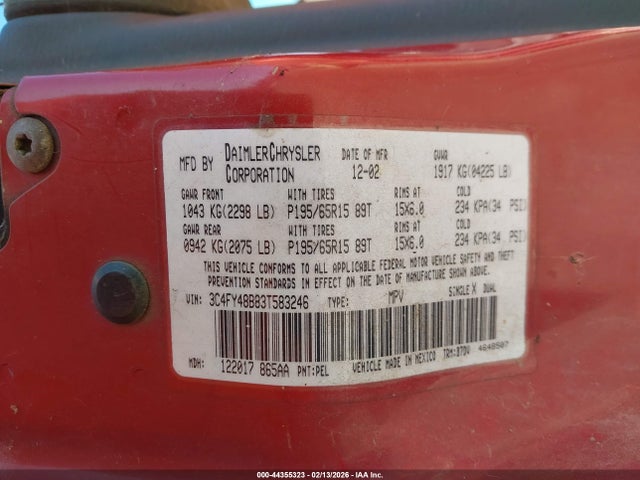 MFD BY DAIMLERCHRYSLER CORPORATION DATE OF MFR 12-02 GVWR 1917 KG(04225 LB)
GAWR FRONT WITH TIRES RIMS AT COLD
1043 KG(2298 LB) P195/65R15 89T 15X6.0 234 KPA(34 PSI)
GAWR REAR WITH TIRES RIMS AT COLD
0942 KG(2075 LB) P195/65R15 89T 15X6.0 234 KPA(34 PSI)
THIS VEHICLE CONFORMS TO ALL APPLICABLE FEDERAL MOTOR VEHICLE SAFETY AND THEFT
PREVENTION STANDARDS IN EFFECT ON THE DATE OF MANUFACTURE SHOWN ABOVE.
VIN: 3C4FY48B83T583246 TYPE: MPV SINGLE X DUAL
MDH: 122017 865AA PNT:PEL VEHICLE MADE IN MEXICO TRM: 4648507
000-44355323 - 02/13/2026 - IAA Inc.